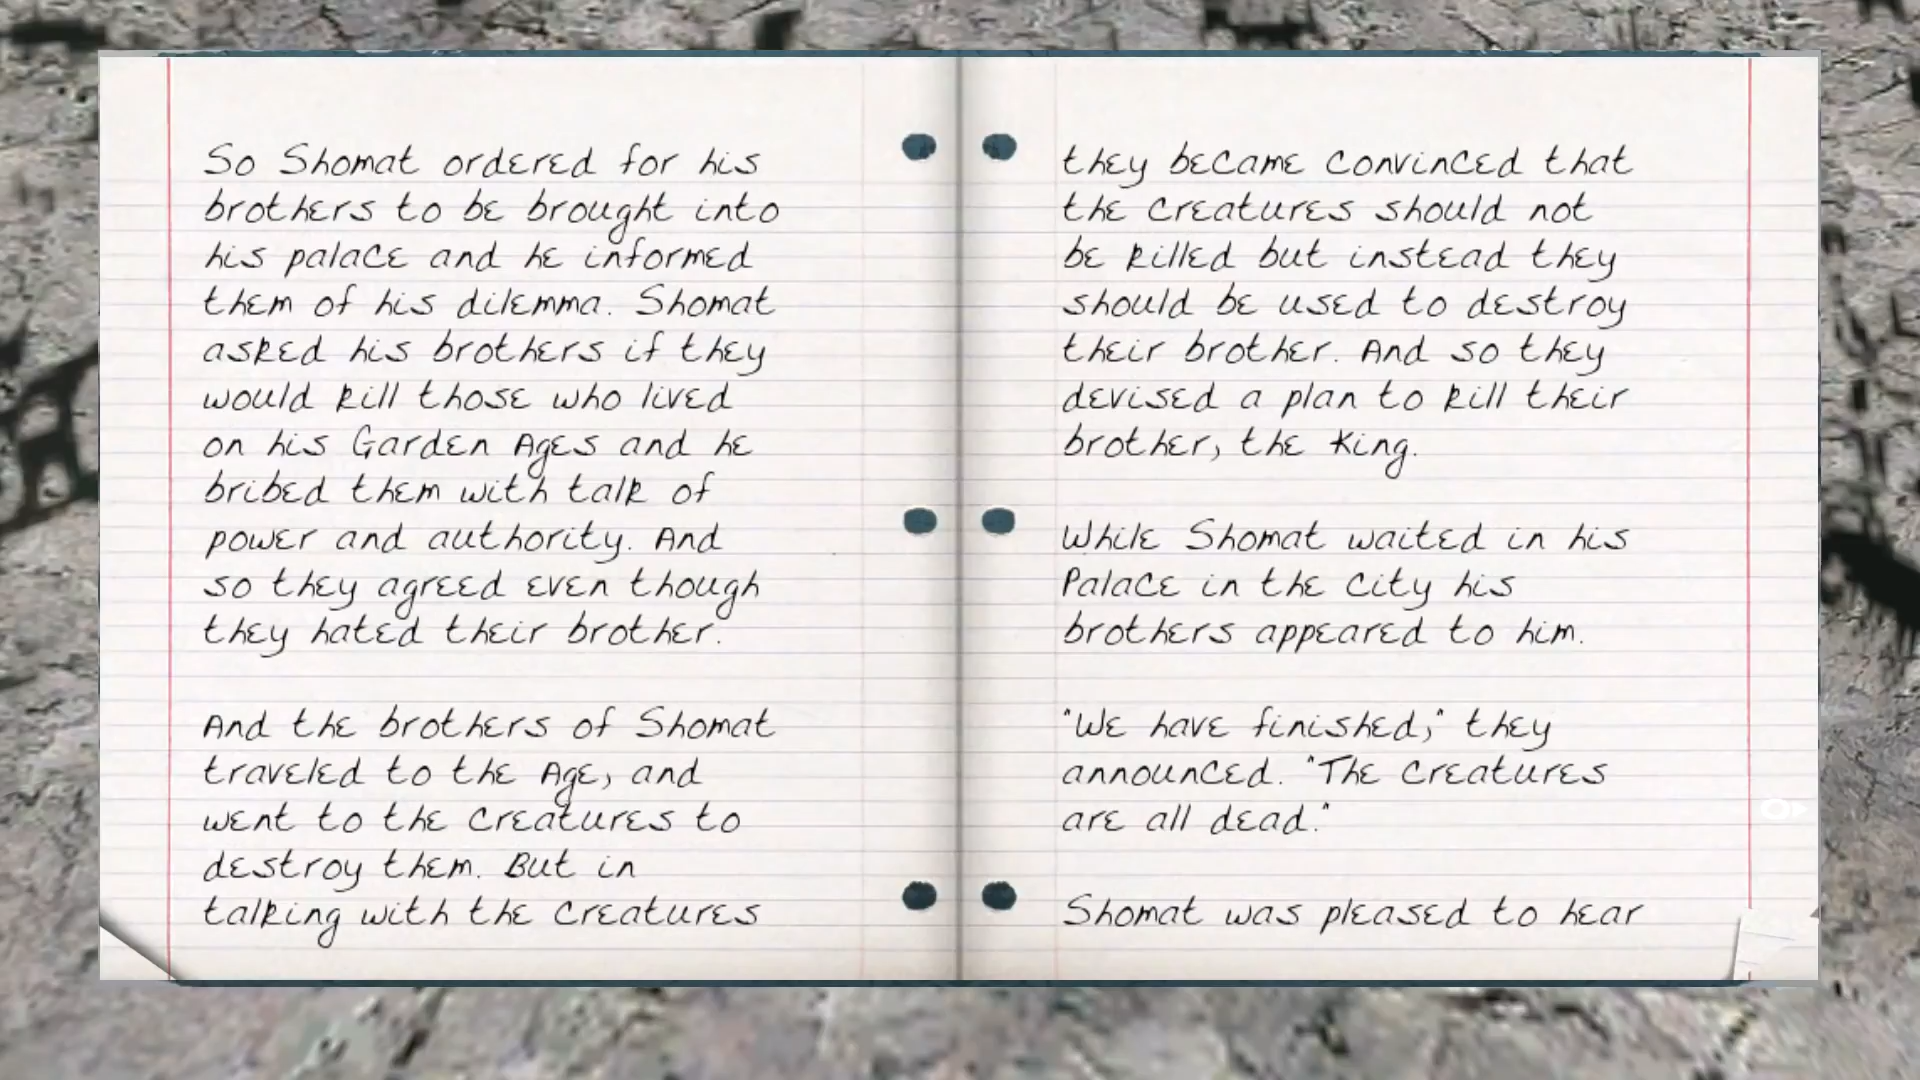 So Shomat ordered for his
brothers to be brought into
his palace and he informed
them of his dilemma. Shomat
asked his brothers if they
would kill those who lived
on his Garden Ages and he
bribed them with talk of
power and authority. And
so they agreed even though
they hated their brother.
And the brothers of Shomat
traveled to the Age, and
went to the creatures to
destroy them. But in
talking with the creatures
they became convinced that
the creatures should not
be killed but instead they
should be used to destroy
their brother. And so they
devised a plan to kill their
brother, the King.
While Shomat waited in his
Palace in the city his
brothers appeared to him.
"We have finished," they
announced. "The creatures
are all dead."
Shomat was pleased to hear